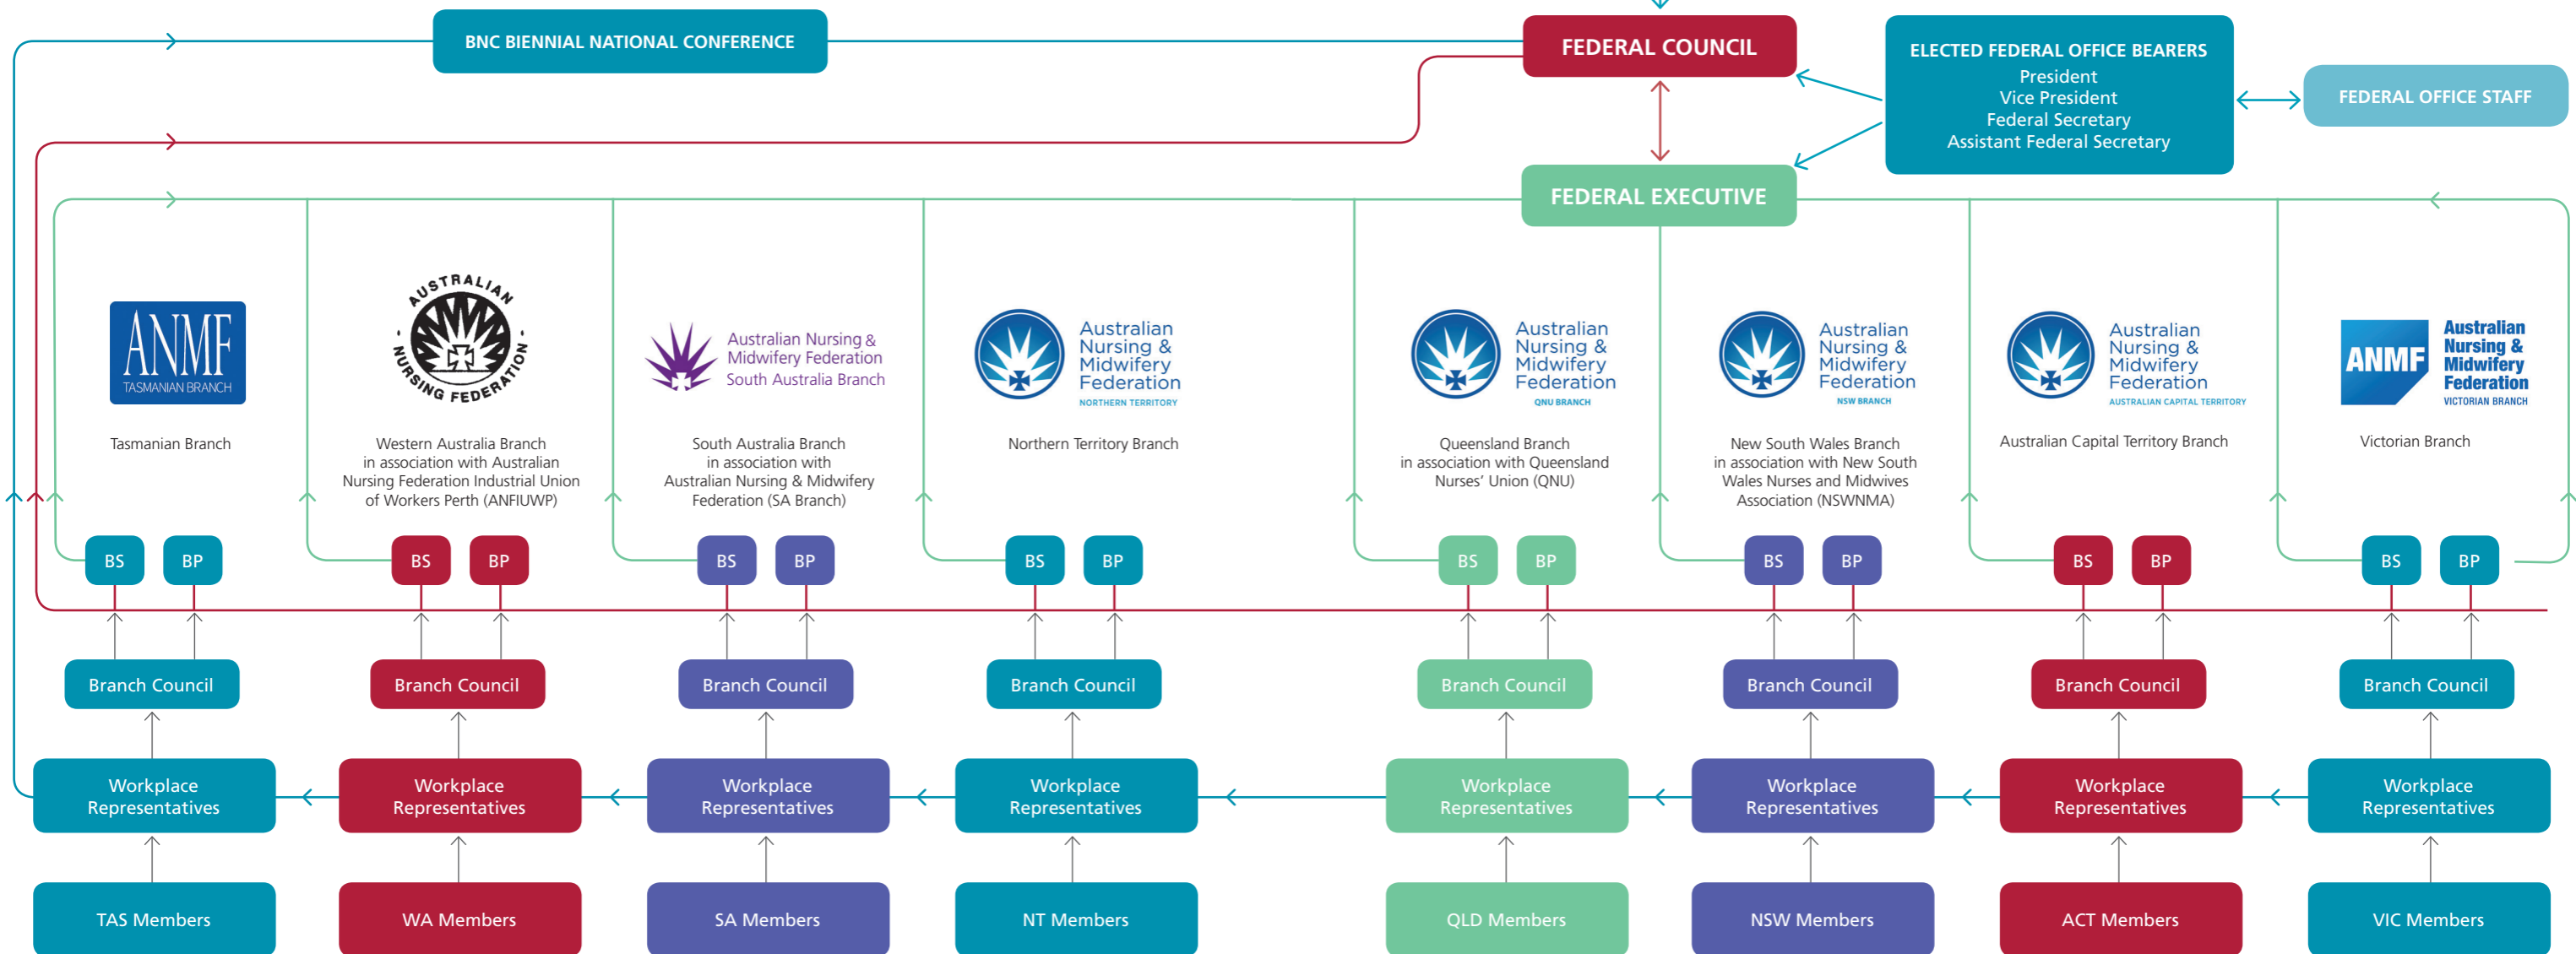 BNC BIENNIAL NATIONAL CONFERENCE
FEDERAL COUNCIL
ELECTED FEDERAL OFFICE BEARERS
President
Vice President
Federal Secretary
Assistant Federal Secretary
FEDERAL OFFICE STAFF
FEDERAL EXECUTIVE
ANMF
TASMANIAN BRANCH
Tasmanian Branch
AUSTRALIAN
NURSING FEDERATION
Western Australia Branch
in association with Australian
Nursing Federation Industrial Union
of Workers Perth (ANFIUWP)
Australian Nursing &
Midwifery Federation
South Australia Branch
South Australia Branch
in association with
Australian Nursing & Midwifery
Federation (SA Branch)
Australian
Nursing &
Midwifery
Federation
NORTHERN TERRITORY
Northern Territory Branch
Australian
Nursing &
Midwifery
Federation
QNU BRANCH
Queensland Branch
in association with Queensland
Nurses' Union (QNU)
Australian
Nursing &
Midwifery
Federation
NSW BRANCH
New South Wales Branch
in association with New South
Wales Nurses and Midwives
Association (NSWNMA)
Australian
Nursing &
Midwifery
Federation
AUSTRALIAN CAPITAL TERRITORY
Australian Capital Territory Branch
ANMF
Australian
Nursing &
Midwifery
Federation
VICTORIAN BRANCH
Victorian Branch
BS
BP
BS
BP
BS
BP
BS
BP
BS
BP
BS
BP
BS
BP
BS
BP
Branch Council
Branch Council
Branch Council
Branch Council
Branch Council
Branch Council
Branch Council
Branch Council
Workplace
Representatives
Workplace
Representatives
Workplace
Representatives
Workplace
Representatives
Workplace
Representatives
Workplace
Representatives
Workplace
Representatives
Workplace
Representatives
TAS Members
WA Members
SA Members
NT Members
QLD Members
NSW Members
ACT Members
VIC Members